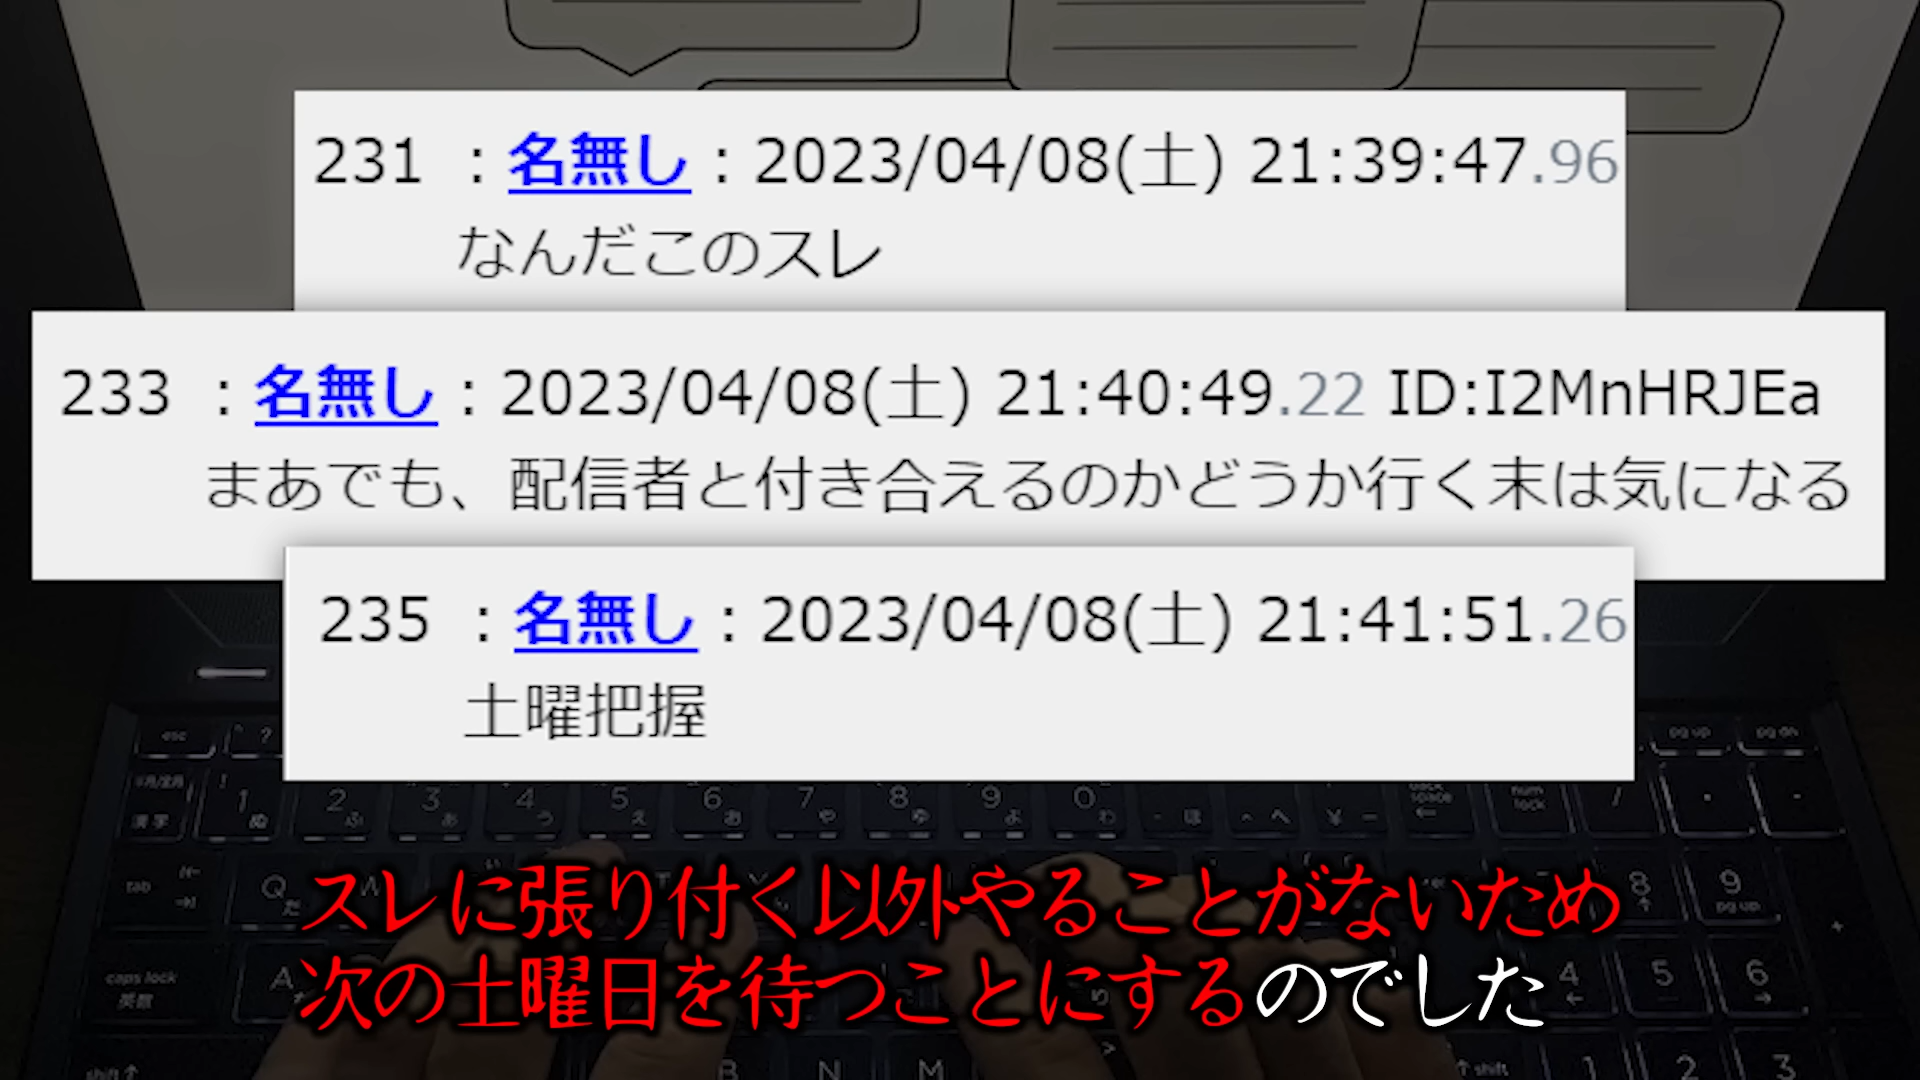 231 ：名無し：2023/04/08(土) 21:39:47.96
なんだこのスレ
233 ：名無し：2023/04/08(土) 21:40:49.22 ID:I2MnHRJEa
まあでも、配信者と付き合えるのかどうか行く末は気になる
235 ：名無し：2023/04/08(土) 21:41:51.26
土曜把握
スレに張り付く以外やることがないため
次の土曜日を待つことにするのでした